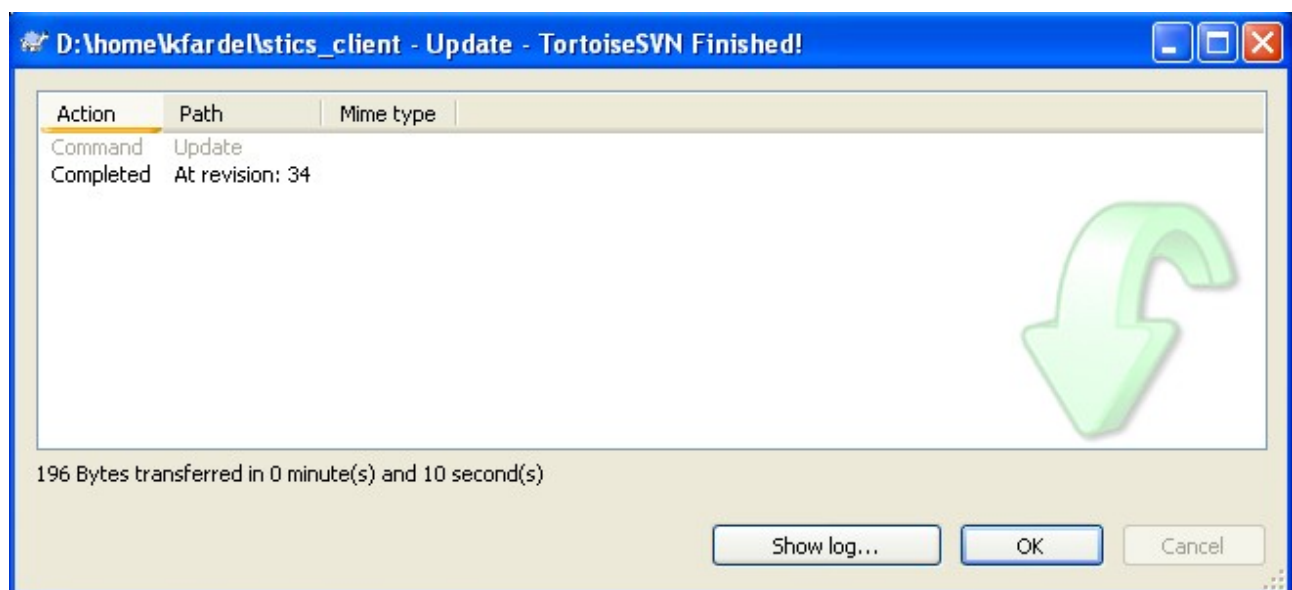 D:\home\kfardel\stics_client - Update - TortoiseSVN Finished!
Action Path Mime type
Command Update
Completed At revision: 34
196 Bytes transferred in 0 minute(s) and 10 second(s)
Show log... OK Cancel